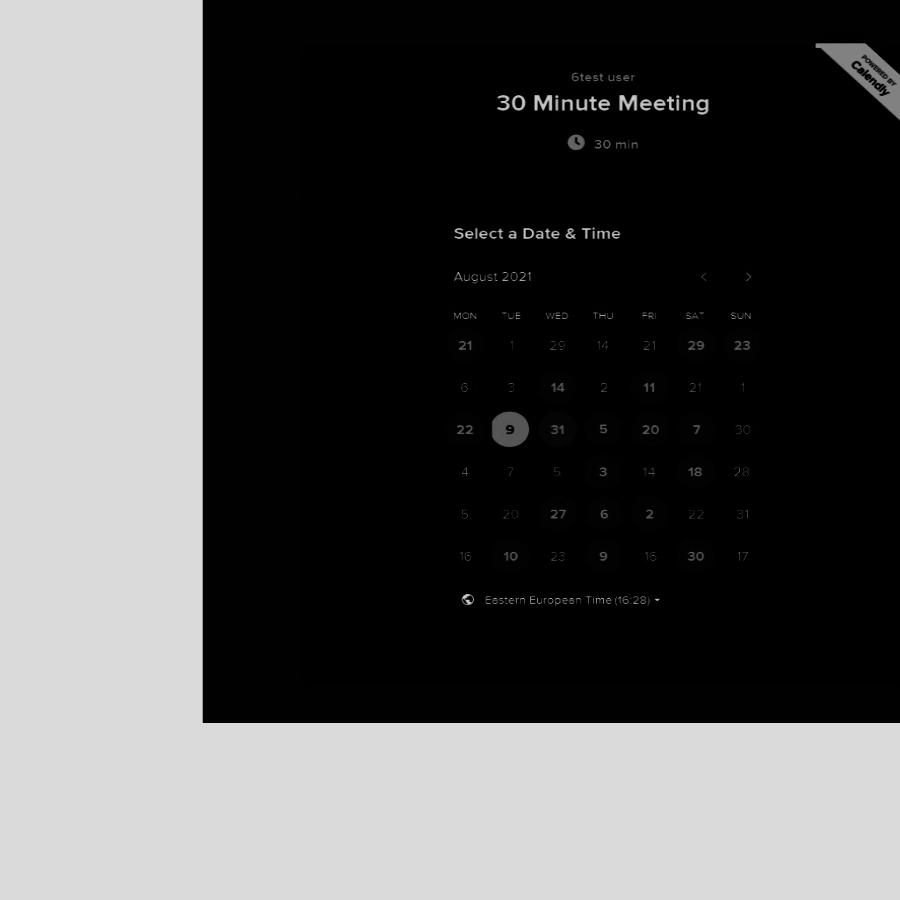 POWERED BY
Calendly
6test user
30 Minute Meeting
30 min
Select a Date & Time
August 2021
MON TUE WED THU FRI SAT SUN
21 1 29 14 21 29 23
6 3 14 2 11 21 1
22 9 31 5 20 7 30
4 7 5 3 14 18 28
5 20 27 6 2 22 31
16 10 23 9 16 30 17
Eastern European Time (16:28)